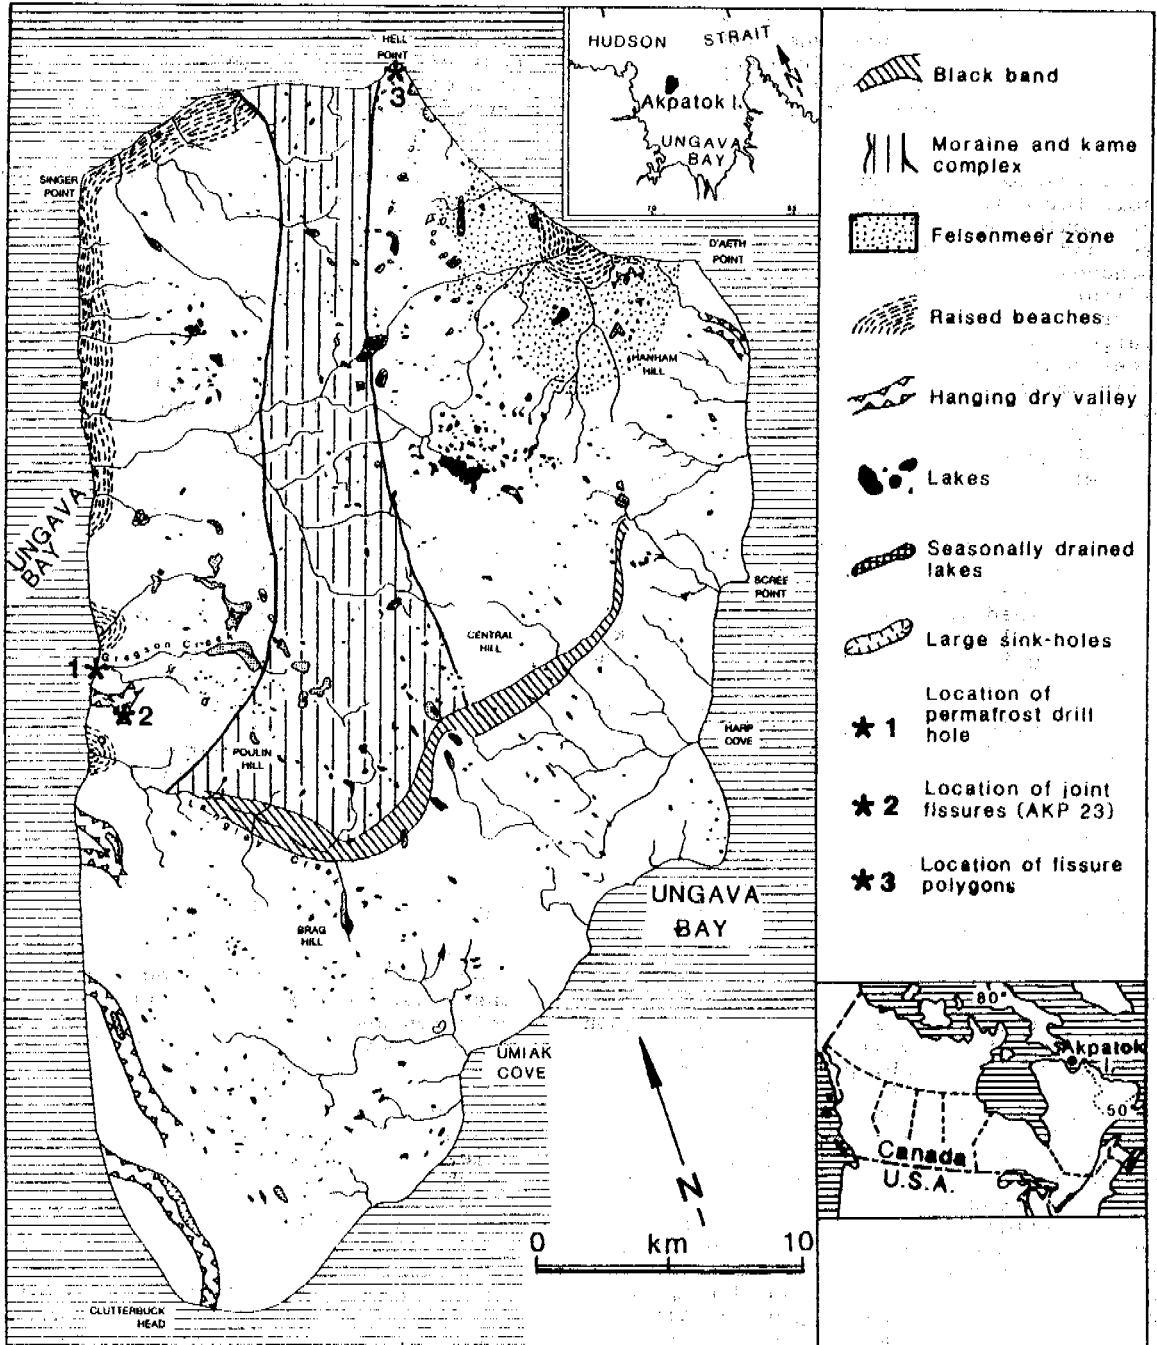 HELL
POINT
3
SINGER
POINT
HUDSON STRAIT
N
Akpatok I.
UNGAVA
BAY
70
65
D'AETH
POINT
HANHAM
HILL
UNGAVA
BAY
SCREE
POINT
CENTRAL
HILL
Gregson Creek
1
2
POULIN
HILL
HARP
COVE
Creek
UNGAVA
BAY
BRAG
HILL
UMIAK
COVE
N
0 km 10
CLUTTERBUCK
HEAD
Black band
Moraine and kame
complex
Felsenmeer zone
Raised beaches
Hanging dry valley
Lakes
Seasonally drained
lakes
Large sink-holes
1 Location of
permafrost drill
hole
2 Location of joint
fissures (AKP 23)
3 Location of fissure
polygons
80°
Akpatok
I
50°
Canada
U.S.A.